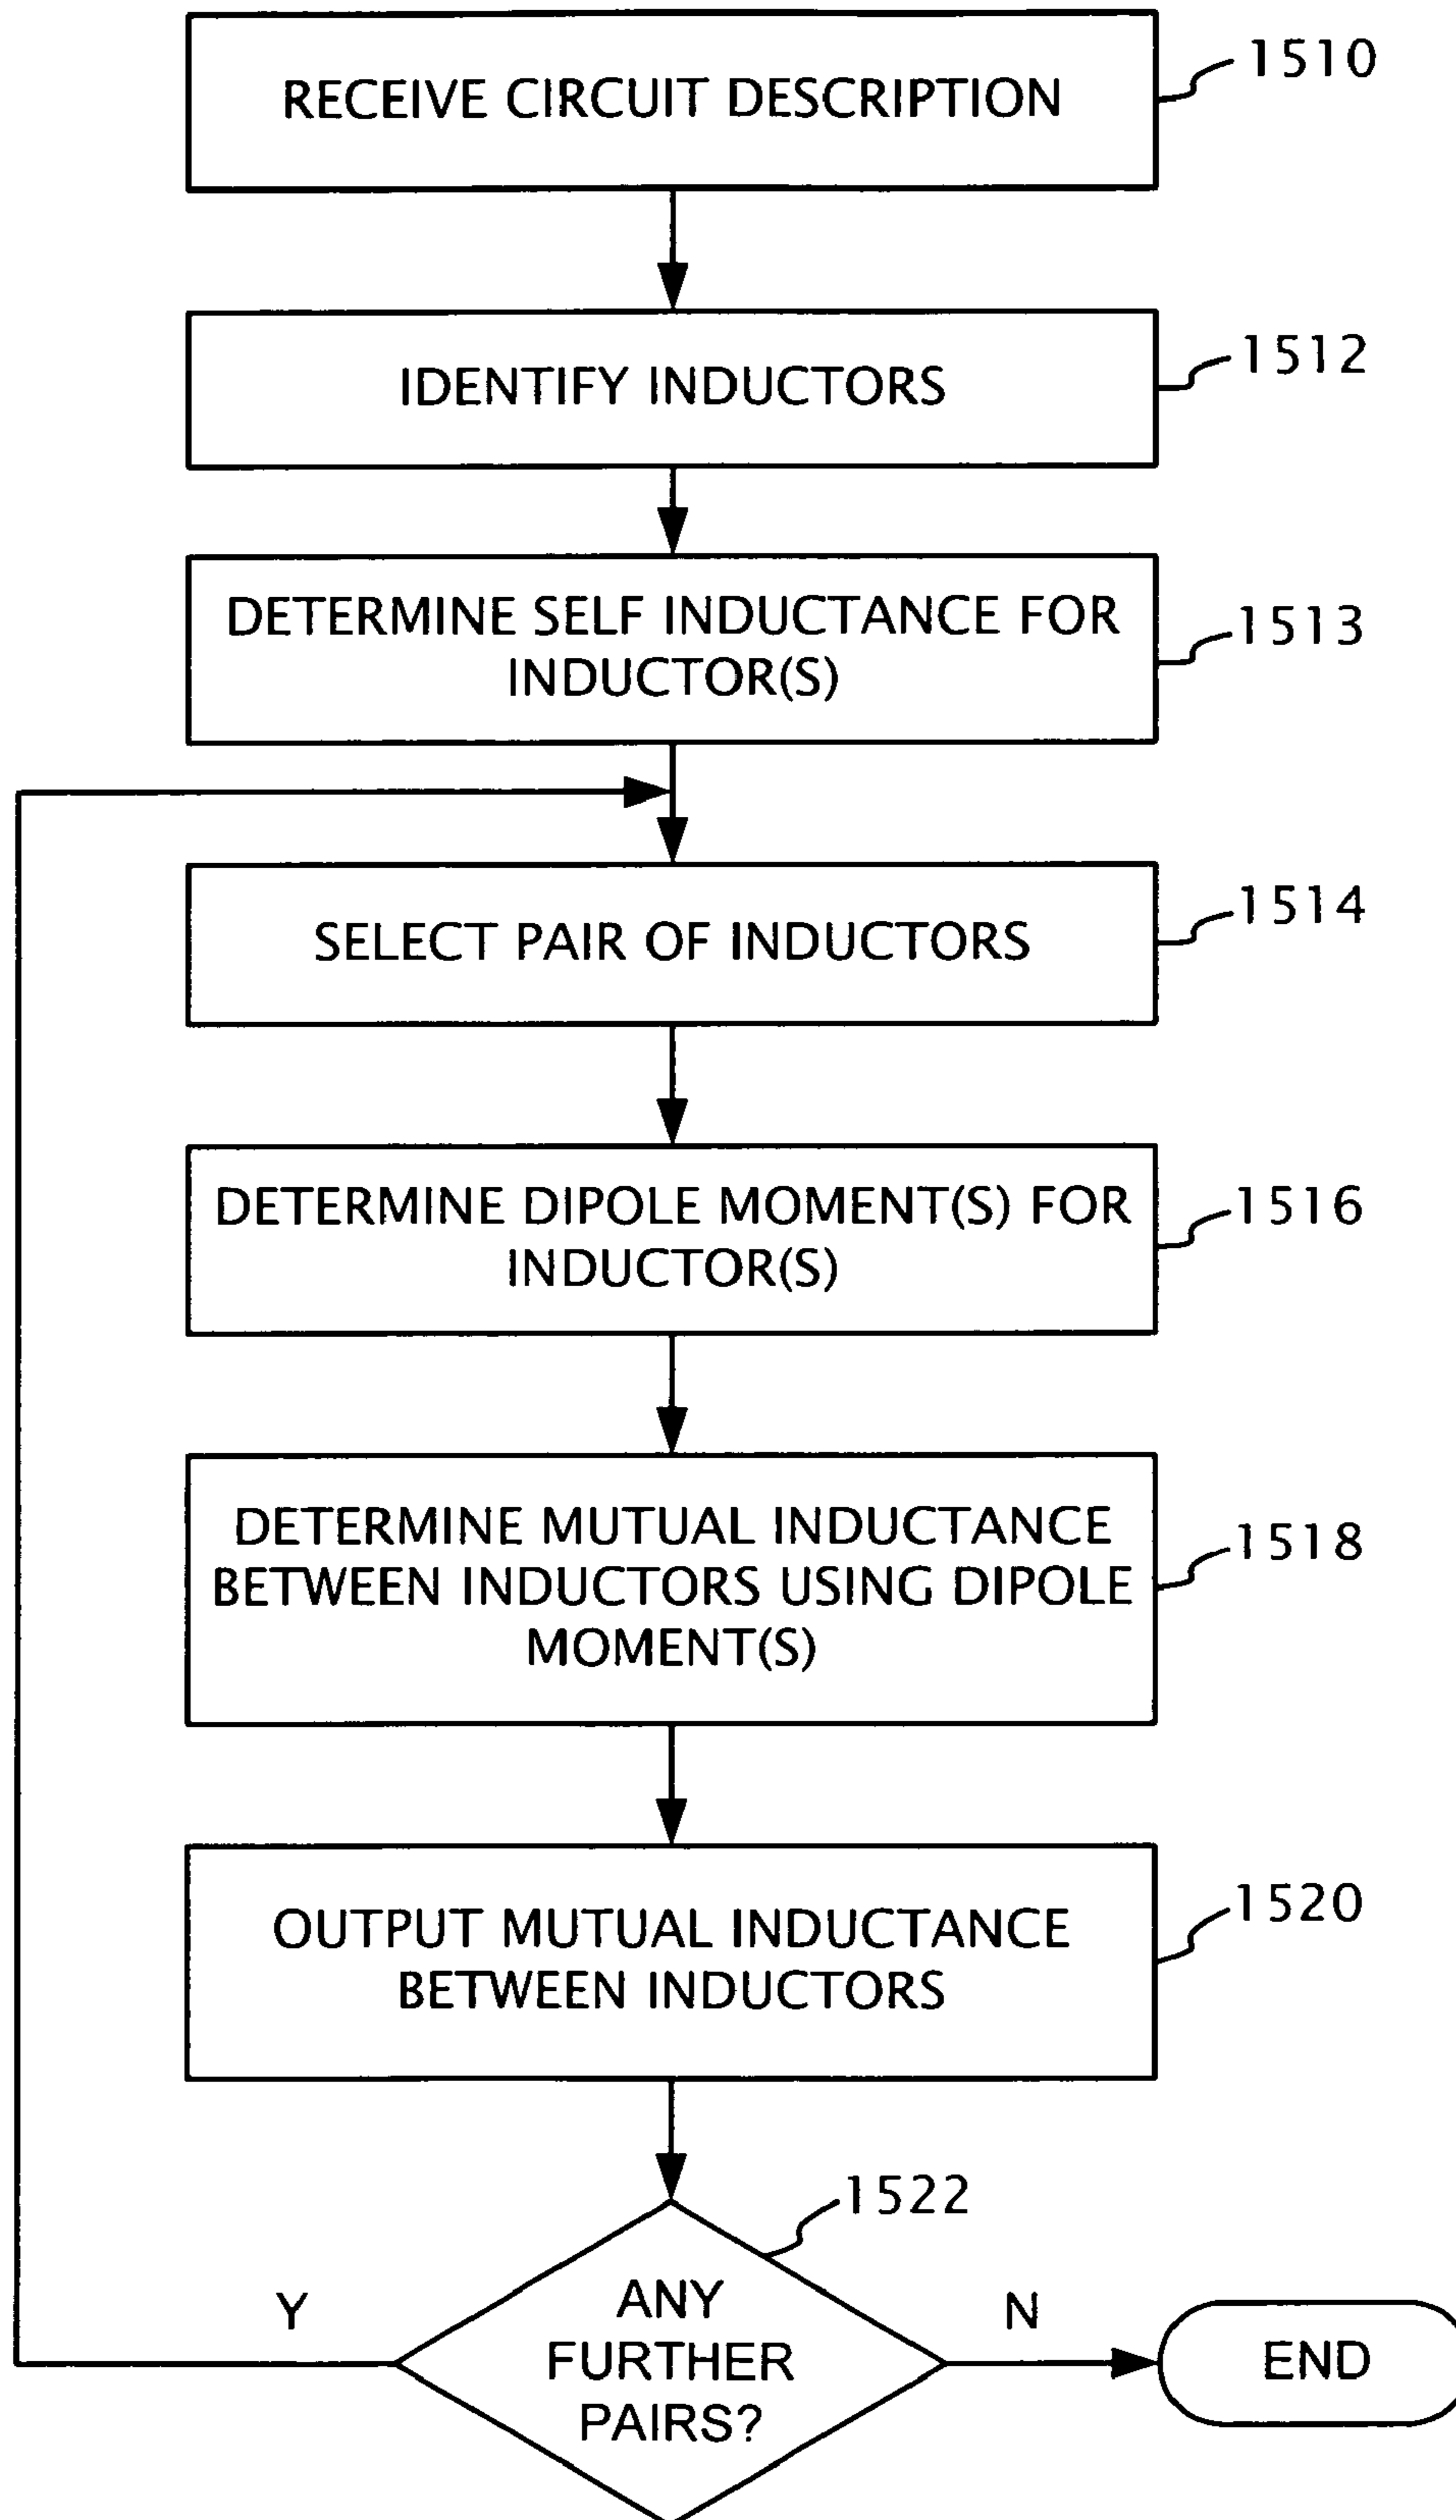 RECEIVE CIRCUIT DESCRIPTION
1510
IDENTIFY INDUCTORS
1512
DETERMINE SELF INDUCTANCE FOR
INDUCTOR(S)
1513
SELECT PAIR OF INDUCTORS
1514
DETERMINE DIPOLE MOMENT(S) FOR
INDUCTOR(S)
1516
DETERMINE MUTUAL INDUCTANCE
BETWEEN INDUCTORS USING DIPOLE
MOMENT(S)
1518
OUTPUT MUTUAL INDUCTANCE
BETWEEN INDUCTORS
1520
1522
ANY
FURTHER
PAIRS?
Y
N
END